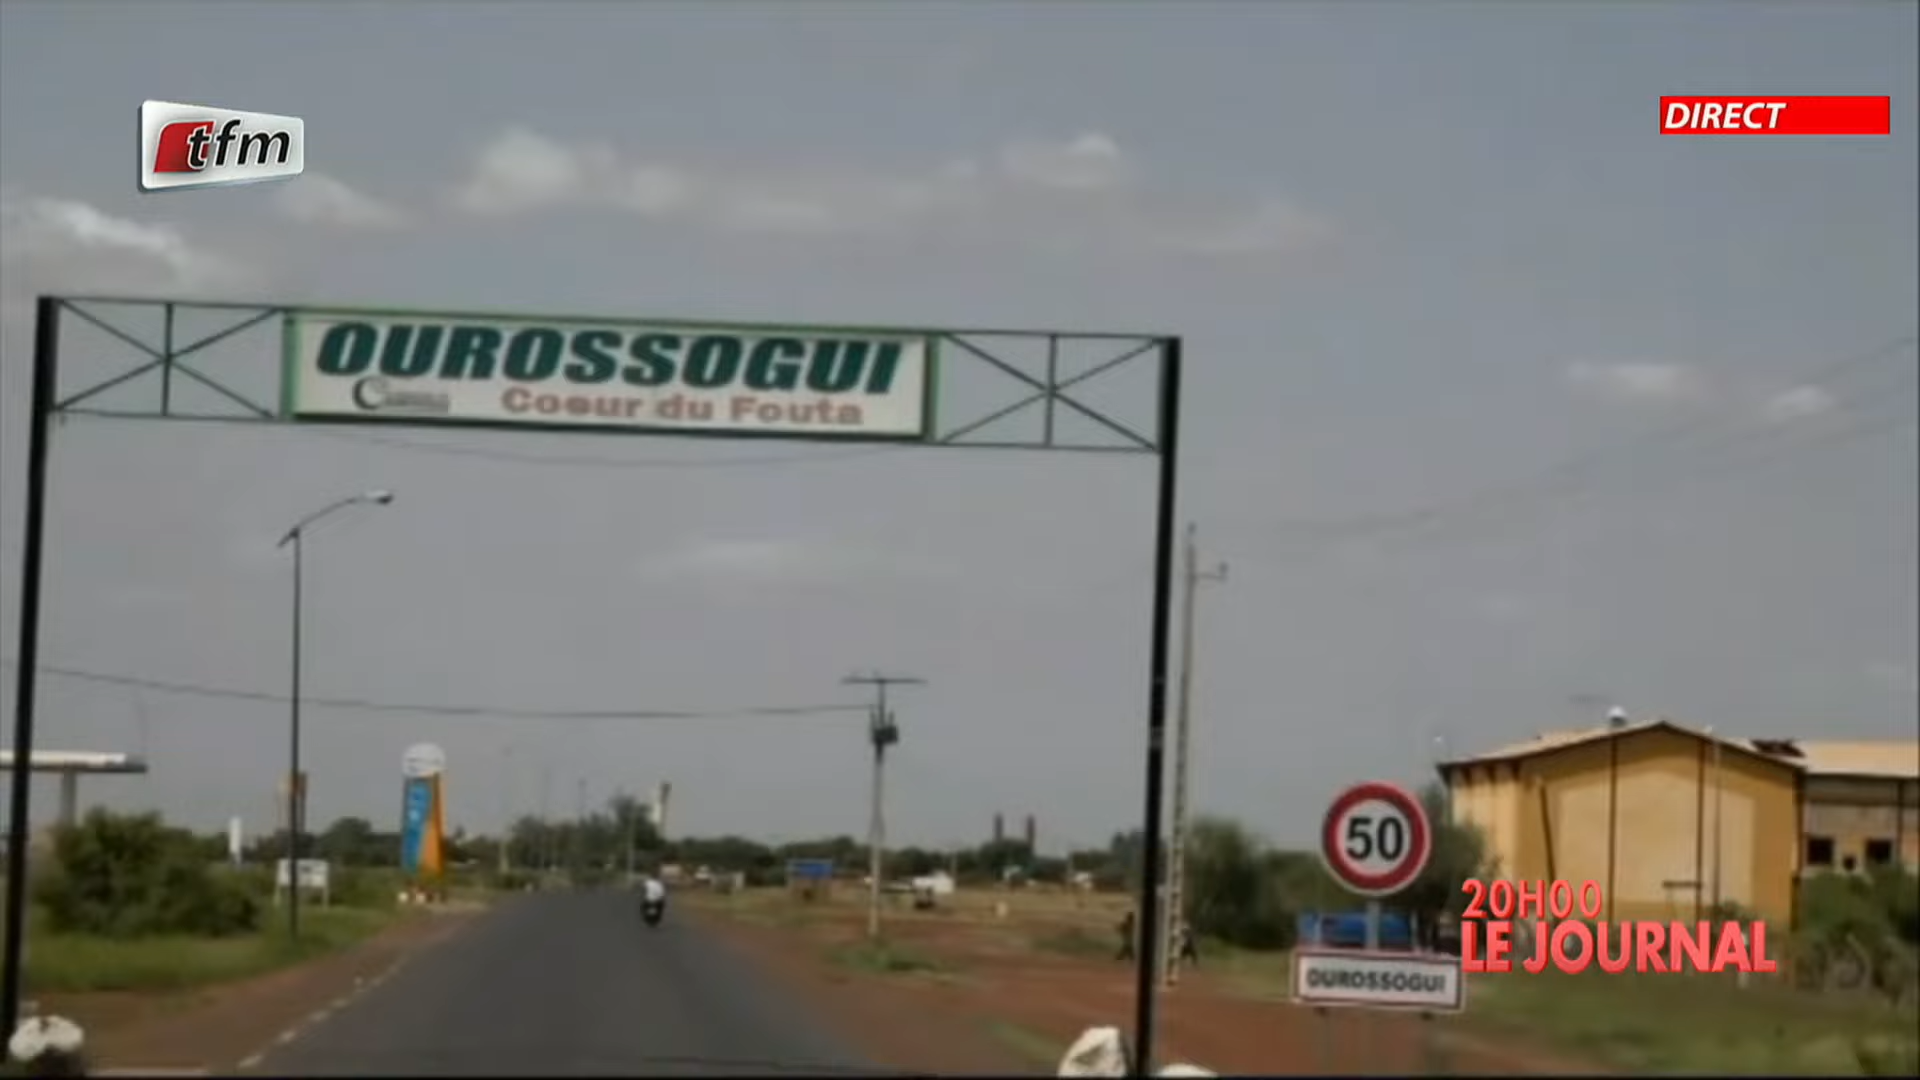 tfm
DIRECT
OUROSSOGUI
Coeur du Fouta
50
OUROSSOGUI
20H00
LE JOURNAL